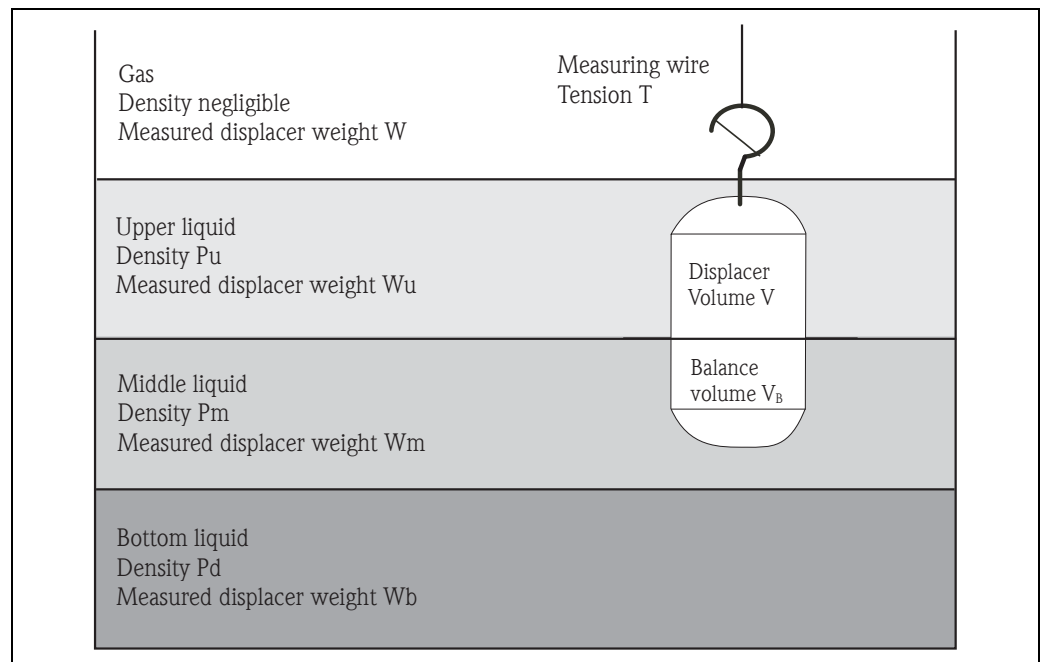 Gas
Density negligible
Measured displacer weight W
Measuring wire
Tension T
Upper liquid
Density Pu
Measured displacer weight Wu
Displacer
Volume V
Middle liquid
Density Pm
Measured displacer weight Wm
Balance
volume V_B
Bottom liquid
Density Pd
Measured displacer weight Wb